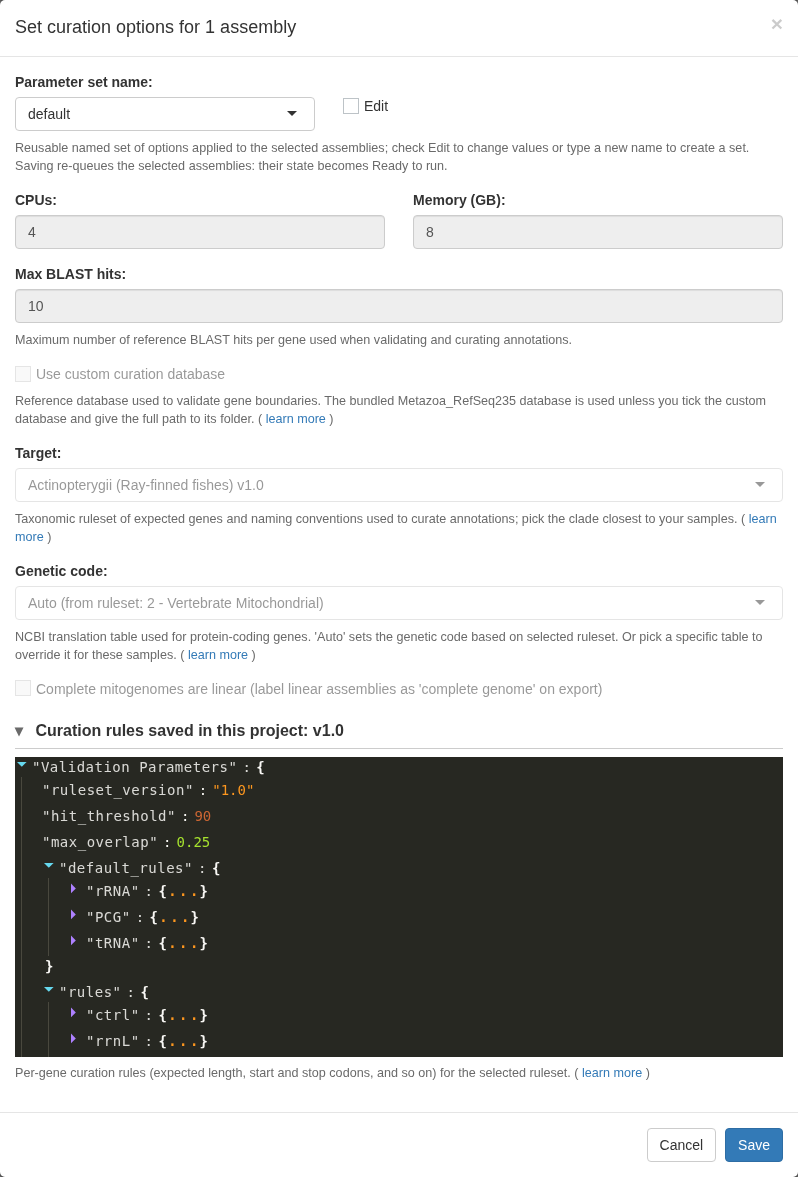 Set curation options for 1 assembly
×
Parameter set name:
default
Edit
Reusable named set of options applied to the selected assemblies; check Edit to change values or type a new name to create a set.
Saving re-queues the selected assemblies: their state becomes Ready to run.
CPUs:
Memory (GB):
4
8
Max BLAST hits:
10
Maximum number of reference BLAST hits per gene used when validating and curating annotations.
Use custom curation database
Reference database used to validate gene boundaries. The bundled Metazoa_RefSeq235 database is used unless you tick the custom
database and give the full path to its folder. ( learn more )
Target:
Actinopterygii (Ray-finned fishes) v1.0
Taxonomic ruleset of expected genes and naming conventions used to curate annotations; pick the clade closest to your samples. ( learn
more )
Genetic code:
Auto (from ruleset: 2 - Vertebrate Mitochondrial)
NCBI translation table used for protein-coding genes. 'Auto' sets the genetic code based on selected ruleset. Or pick a specific table to
override it for these samples. ( learn more )
Complete mitogenomes are linear (label linear assemblies as 'complete genome' on export)
▼ Curation rules saved in this project: v1.0
"Validation Parameters" : {
"ruleset_version" : "1.0"
"hit_threshold" : 90
"max_overlap" : 0.25
"default_rules" : {
"rRNA" : {...}
"PCG" : {...}
"tRNA" : {...}
}
"rules" : {
"ctrl" : {...}
"rrnL" : {...}
Per-gene curation rules (expected length, start and stop codons, and so on) for the selected ruleset. ( learn more )
Cancel
Save